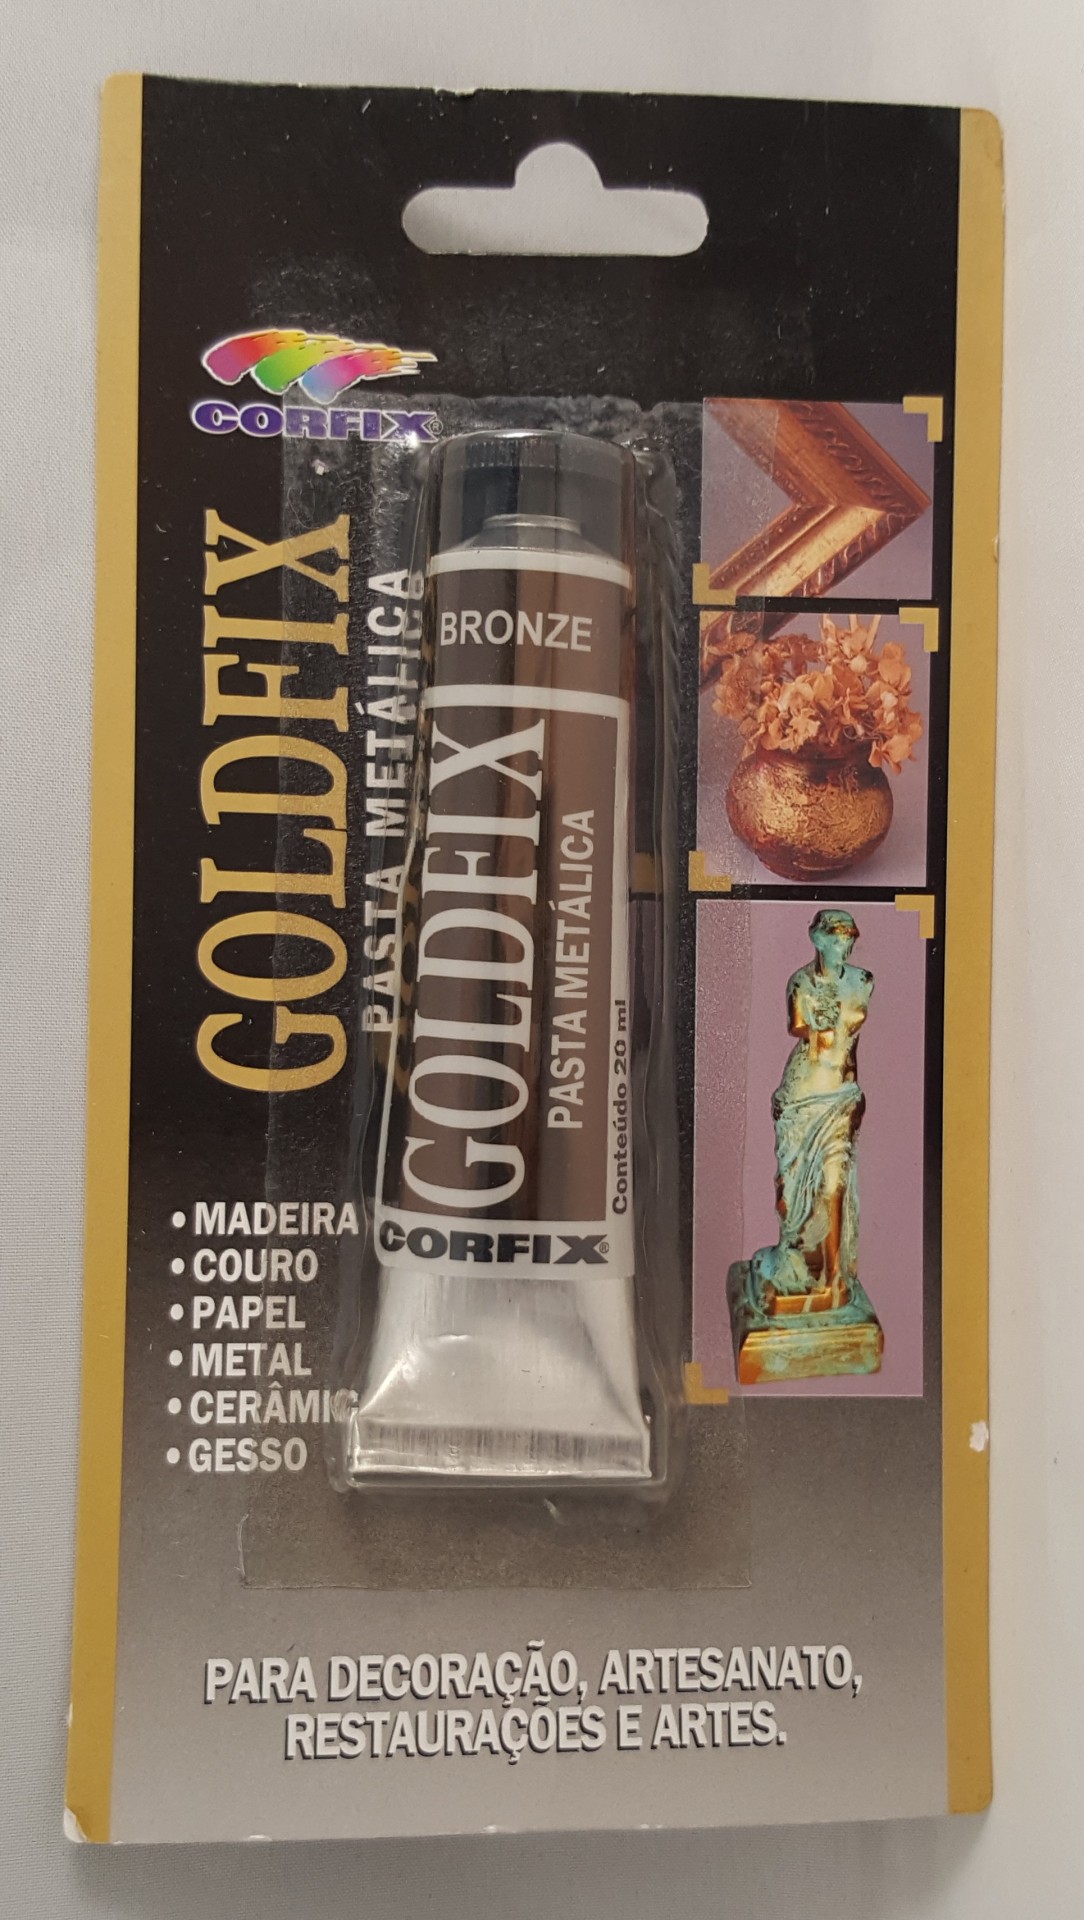 CORFIX®
GOLDFIX
PASTA METÁLICA
BRONZE
GOLDFIX
PASTA METÁLICA
Conteúdo 20 ml
CORFIX®
• MADEIRA
• COURO
• PAPEL
• METAL
• CERÂMIC
• GESSO
PARA DECORAÇÃO, ARTESANATO,
RESTAURAÇÕES E ARTES.